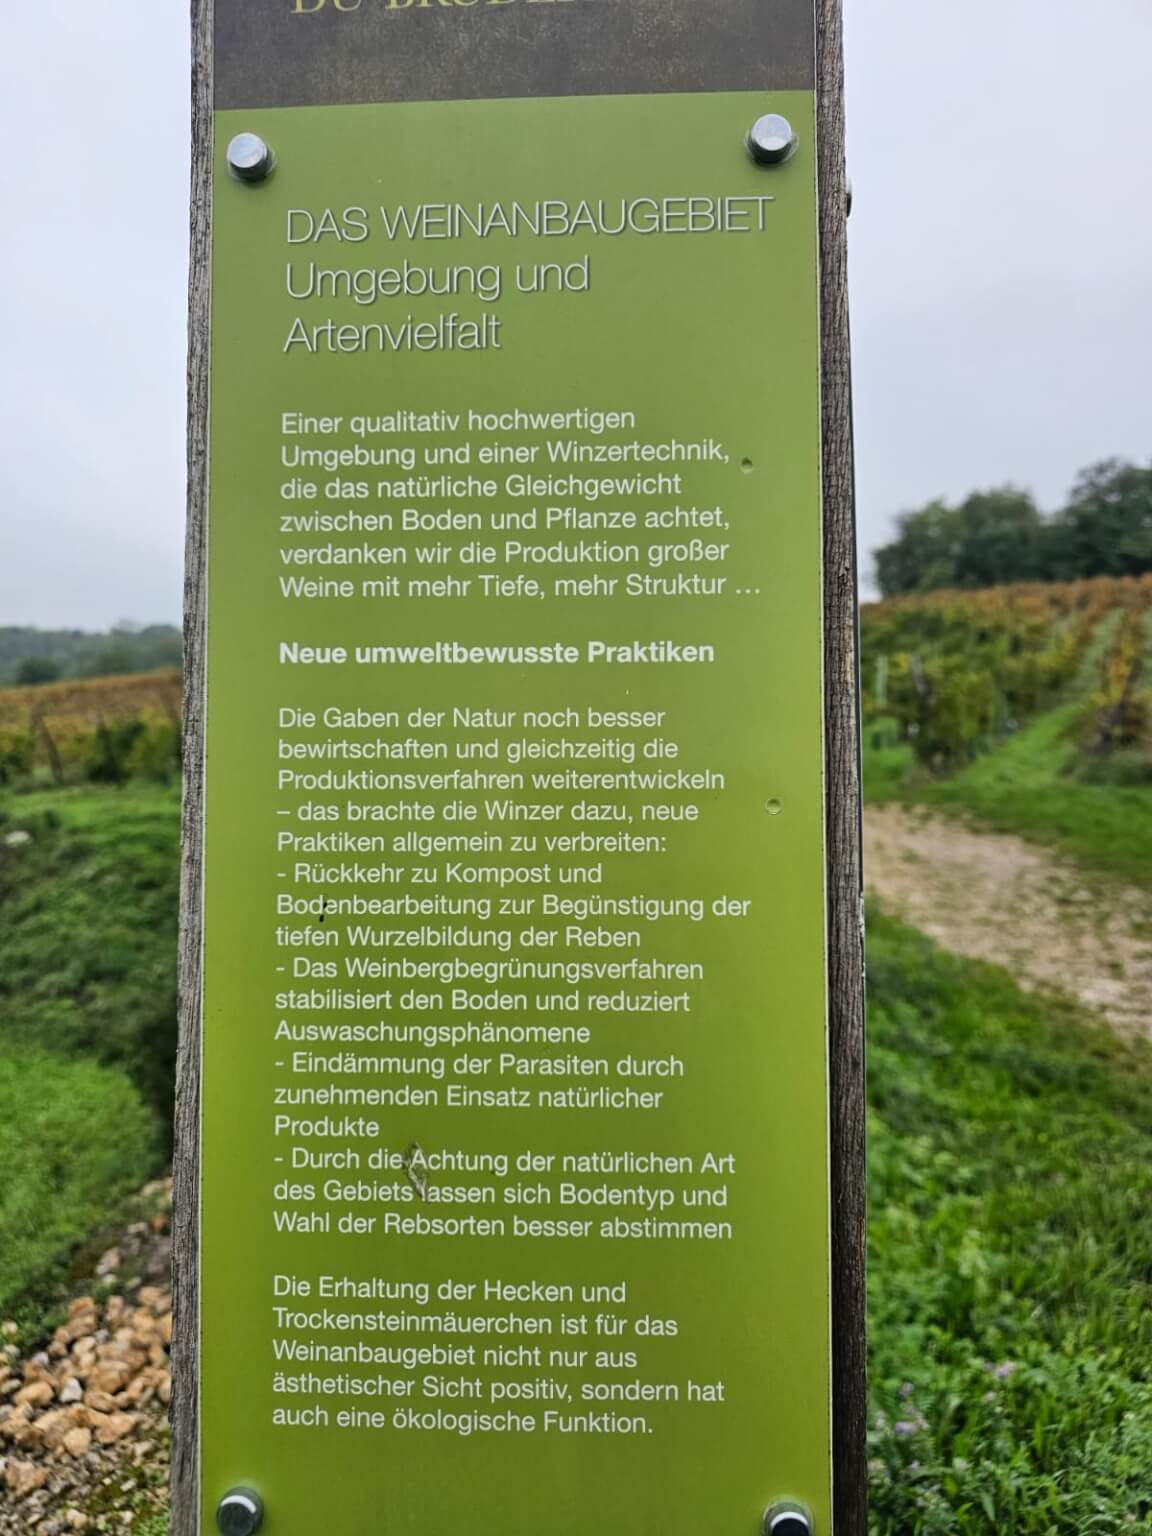 DAS WEINANBAUGEBIET
Umgebung und
Artenvielfalt
Einer qualitativ hochwertigen
Umgebung und einer Winzertechnik,
die das natürliche Gleichgewicht
zwischen Boden und Pflanze achtet,
verdanken wir die Produktion großer
Weine mit mehr Tiefe, mehr Struktur ...
Neue umweltbewusste Praktiken
Die Gaben der Natur noch besser
bewirtschaften und gleichzeitig die
Produktionsverfahren weiterentwickeln
– das brachte die Winzer dazu, neue
Praktiken allgemein zu verbreiten:
- Rückkehr zu Kompost und
Bodenbearbeitung zur Begünstigung der
tiefen Wurzelbildung der Reben
- Das Weinbergbegrünungsverfahren
stabilisiert den Boden und reduziert
Auswaschungsphänomene
- Eindämmung der Parasiten durch
zunehmenden Einsatz natürlicher
Produkte
- Durch die Achtung der natürlichen Art
des Gebiets lassen sich Bodentyp und
Wahl der Rebsorten besser abstimmen
Die Erhaltung der Hecken und
Trockensteinmäuerchen ist für das
Weinanbaugebiet nicht nur aus
ästhetischer Sicht positiv, sondern hat
auch eine ökologische Funktion.